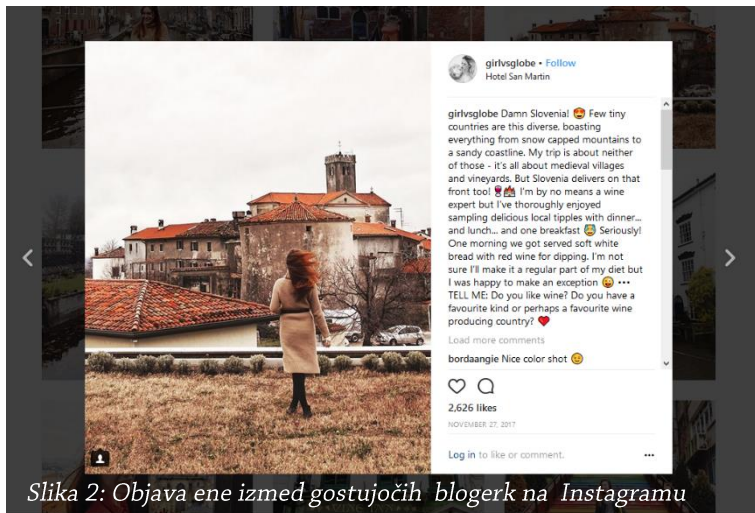 girlvsglobe • Follow
Hotel San Martin
girlvsglobe Damn Slovenia! 😍 Few tiny
countries are this diverse, boasting
everything from snow capped mountains to
a sandy coastline. My trip is about neither
of those - it's all about medieval villages
and vineyards. But Slovenia delivers on that
front too! 🍷🏰 I'm by no means a wine
expert but I've thoroughly enjoyed
sampling delicious local tipples with dinner...
and lunch... and one breakfast 😇 Seriously!
One morning we got served soft white
bread with red wine for dipping. I'm not
sure I'll make it a regular part of my diet but
I was happy to make an exception 😄 •••
TELL ME: Do you like wine? Do you have a
favourite kind or perhaps a favourite wine
producing country? ❤️
Load more comments
bordaangie Nice color shot 😉
2,626 likes
NOVEMBER 27, 2017
Log in to like or comment.
Slika 2: Objava ene izmed gostujočih blogerk na Instagramu